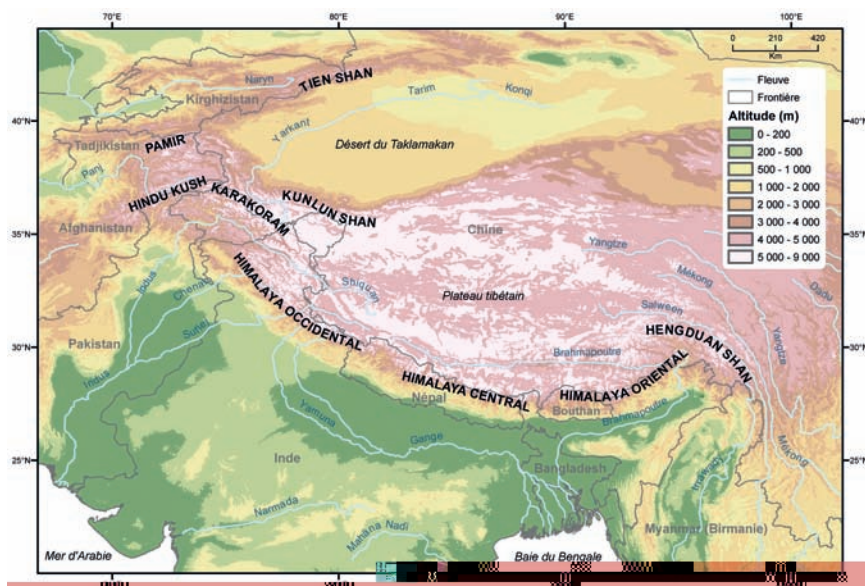 70°E
80°E
90°E
100°E
0 210 420
Km
Fleuve
Frontière
Altitude (m)
0 - 200
200 - 500
500 - 1 000
1 000 - 2 000
2 000 - 3 000
3 000 - 4 000
4 000 - 5 000
5 000 - 9 000
Naryn
TIEN SHAN
Kirghizistan
Tarim
Konqi
40°N
40°N
Yarkant
PAMIR
Tadjikistan
Désert du Taklamakan
Panj
HINDU KUSH
KARAKORAM
KUNLUN SHAN
Afghanistan
Chine
35°N
35°N
Yangtze
Indus
Chenab
HIMALAYA OCCIDENTAL
Shiquan
Plateau tibétain
Mékong
Dadu
Salween
Pakistan
HENGDUAN SHAN
Yangtze
30°N
30°N
Brahmapoutre
Indus
HIMALAYA CENTRAL
HIMALAYA ORIENTAL
Népal
Bouthan
Yamuna
Brahmapoutre
Gange
Mékong
25°N
25°N
Inde
Bangladesh
Irrawady
Narmada
Mahana Nadi
Myanmar (Birmanie)
Mer d'Arabie
Baie du Bengale